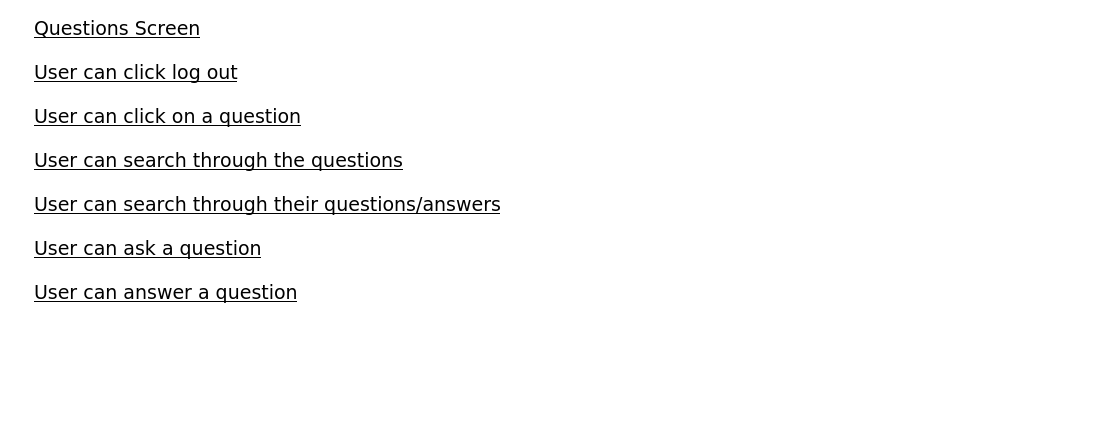 Questions Screen
User can click log out
User can click on a question
User can search through the questions
User can search through their questions/answers
User can ask a question
User can answer a question